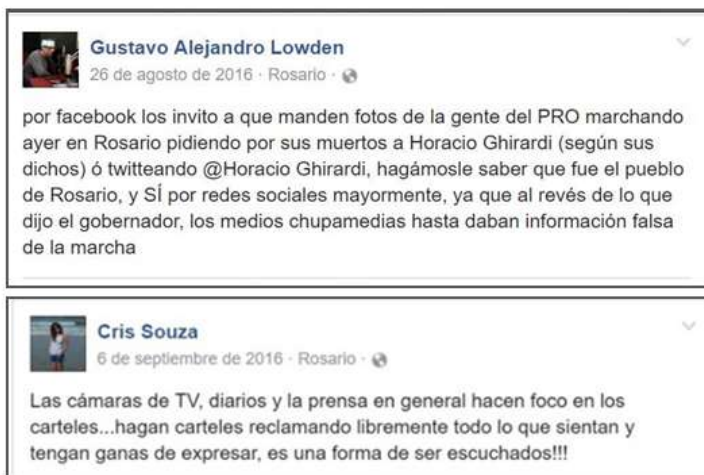 Gustavo Alejandro Lowden
26 de agosto de 2016 · Rosario ·
por facebook los invito a que manden fotos de la gente del PRO marchando
ayer en Rosario pidiendo por sus muertos a Horacio Ghirardi (según sus
dichos) ó twitteando @Horacio Ghirardi, hagámosle saber que fue el pueblo
de Rosario, y SÍ por redes sociales mayormente, ya que al revés de lo que
dijo el gobernador, los medios chupamedias hasta daban información falsa
de la marcha
Cris Souza
6 de septiembre de 2016 · Rosario ·
Las cámaras de TV, diarios y la prensa en general hacen foco en los
carteles...hagan carteles reclamando libremente todo lo que sientan y
tengan ganas de expresar, es una forma de ser escuchados!!!